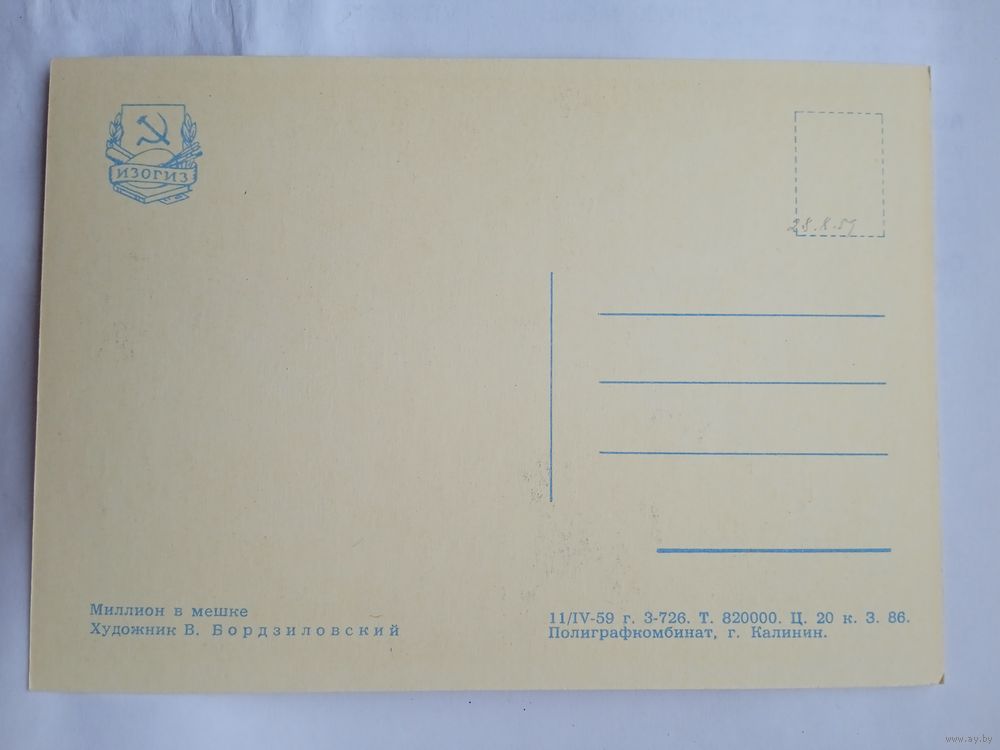 ИЗОГИЗ
28.8.59
Миллион в мешке
Художник В. Бордзиловский
11/IV-59 г. 3-726. Т. 820000. Ц. 20 к. З. 86.
Полиграфкомбинат, г. Калинин.
www.ay.by